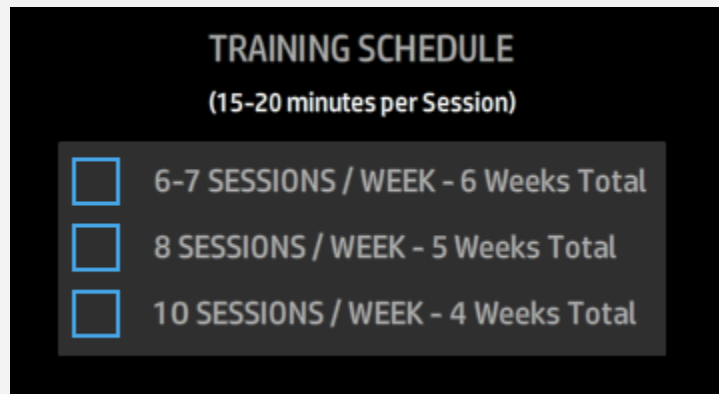 TRAINING SCHEDULE
(15-20 minutes per Session)
6-7 SESSIONS / WEEK - 6 Weeks Total
8 SESSIONS / WEEK - 5 Weeks Total
10 SESSIONS / WEEK - 4 Weeks Total